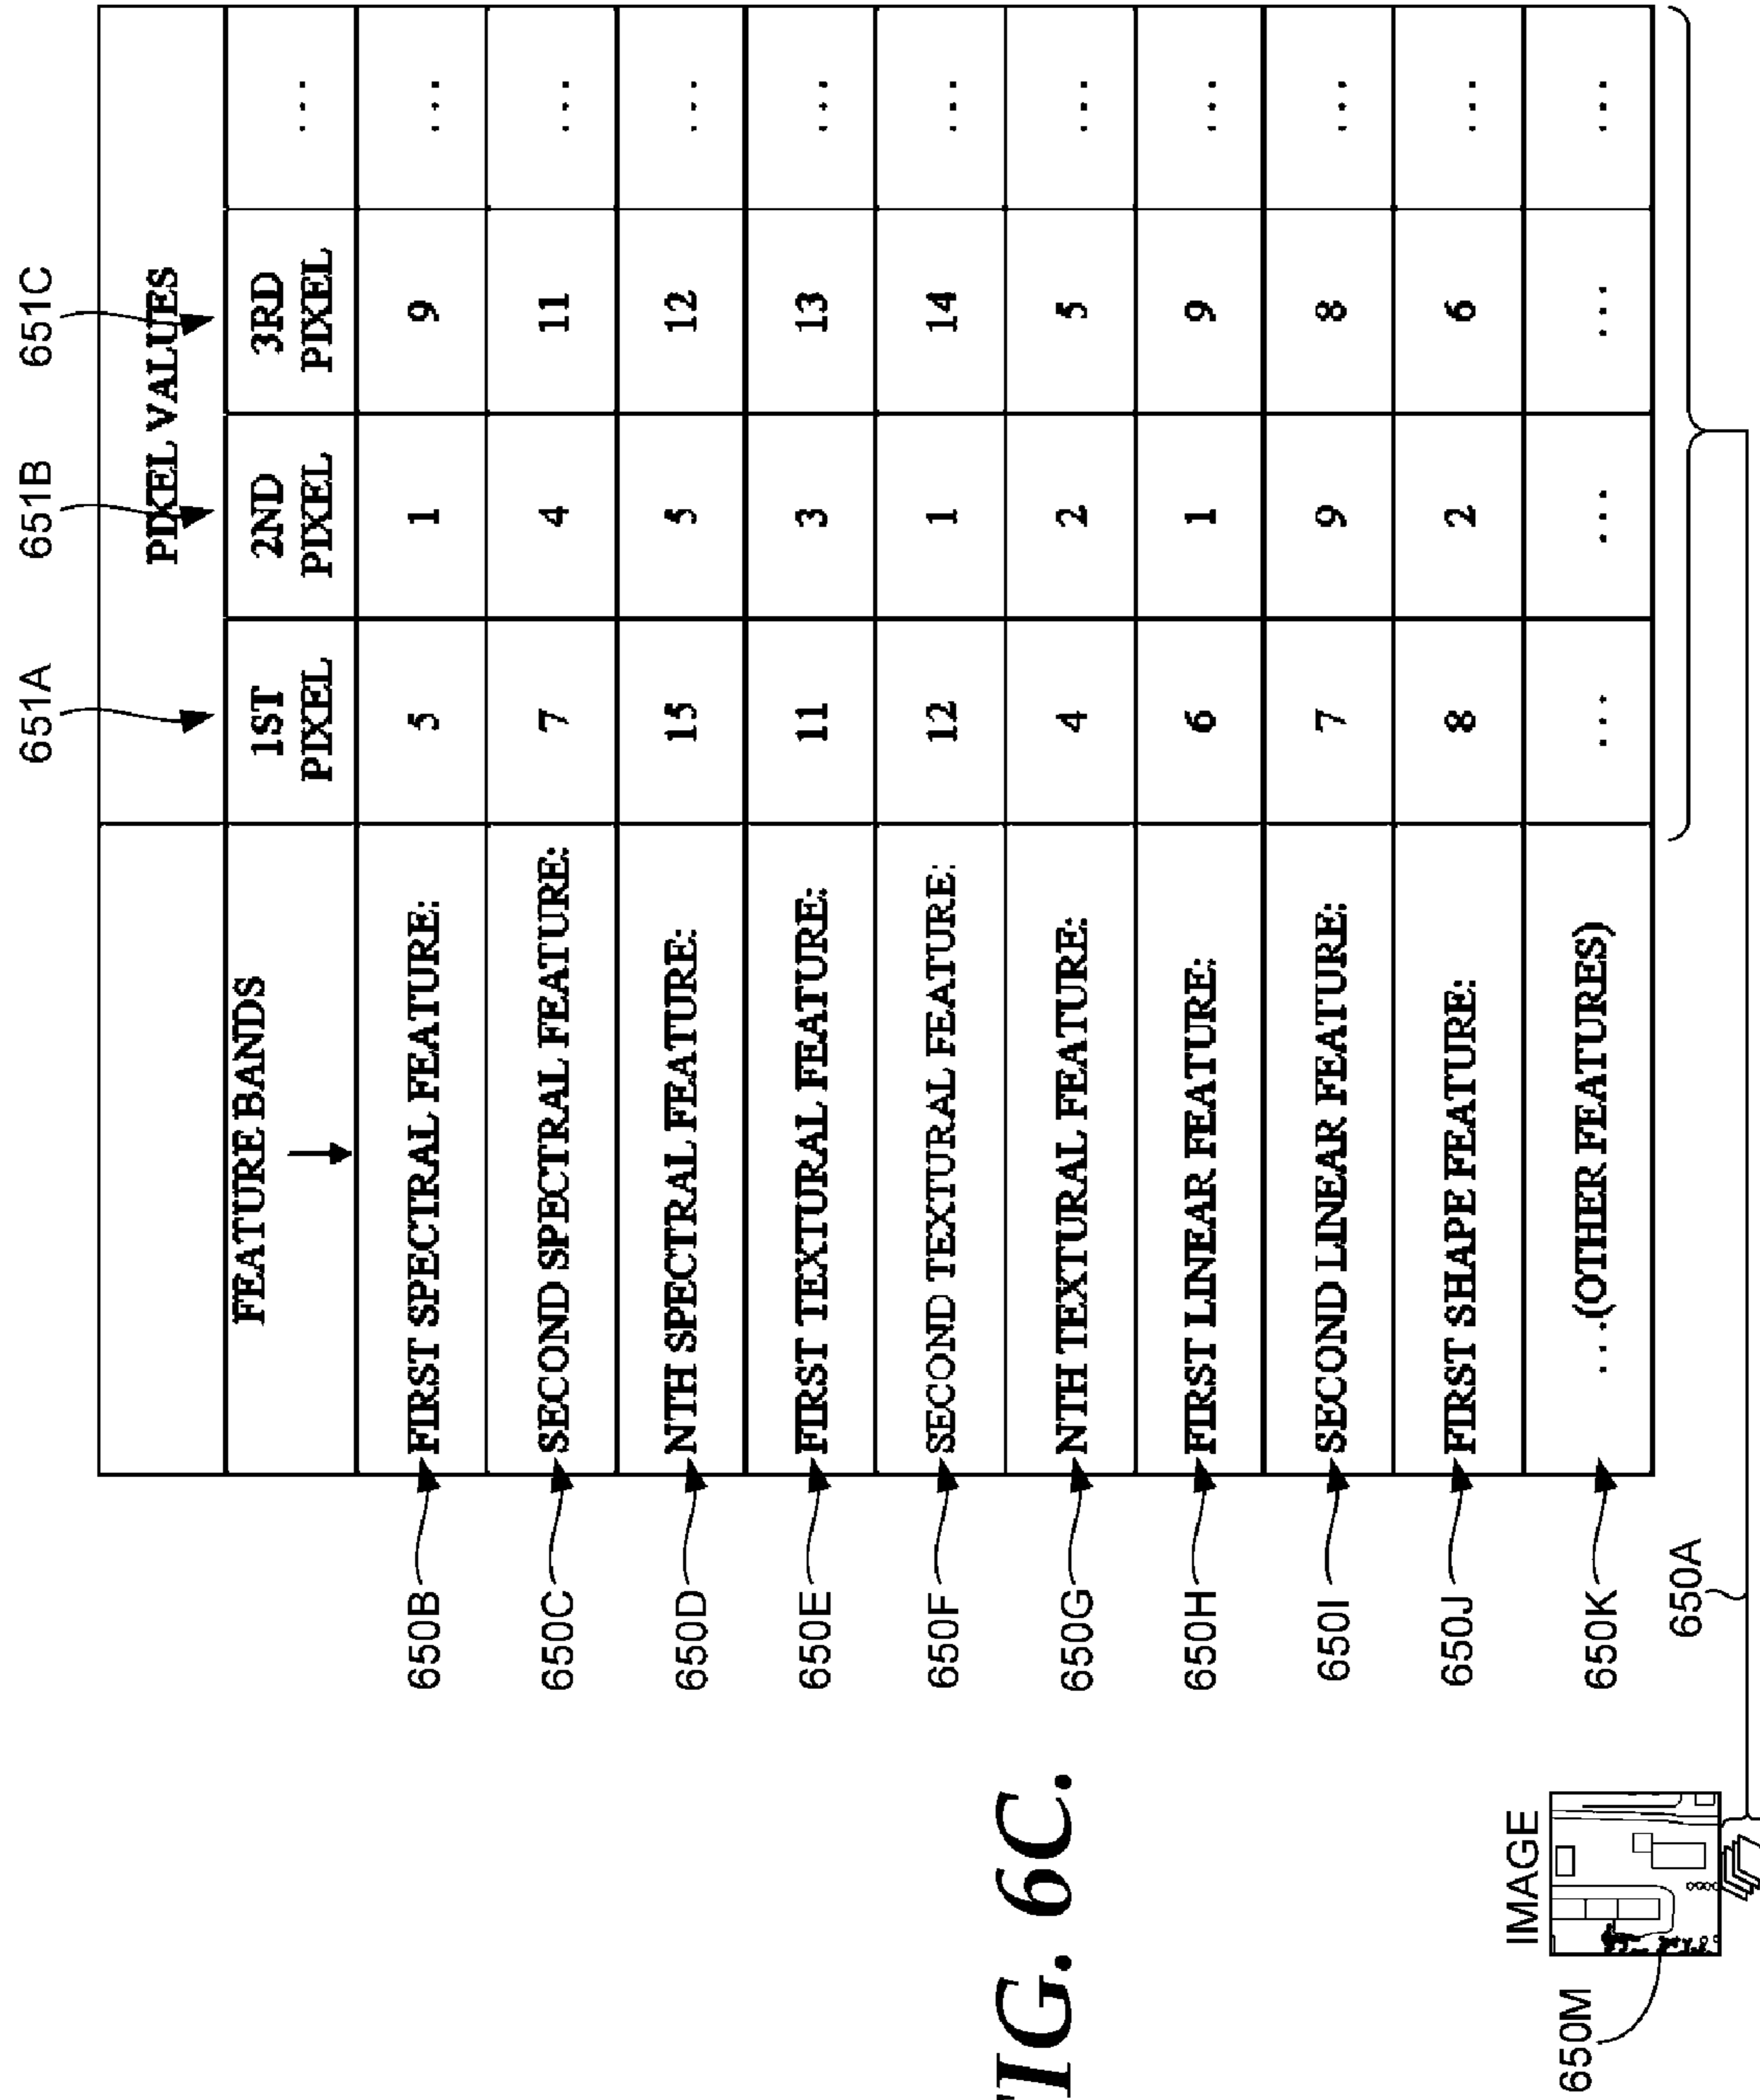 651A 651B 651C
PIXEL VALUES
FEATURE BANDS 1ST PIXEL 2ND PIXEL 3RD PIXEL ...
650B FIRST SPECTRAL FEATURE: 5 1 9 ...
650C SECOND SPECTRAL FEATURE: 7 4 11 ...
650D NTH SPECTRAL FEATURE: 15 5 12 ...
650E FIRST TEXTURAL FEATURE: 11 3 13 ...
650F SECOND TEXTURAL FEATURE: 12 1 14 ...
650G NTH TEXTURAL FEATURE: 4 2 5 ...
650H FIRST LINEAR FEATURE: 6 1 9 ...
650I SECOND LINEAR FEATURE: 7 9 8 ...
650J FIRST SHAPE FEATURE: 8 2 6 ...
650K ...(OTHER FEATURES) ... ... ... ...
650A
IMAGE
650M
6C.